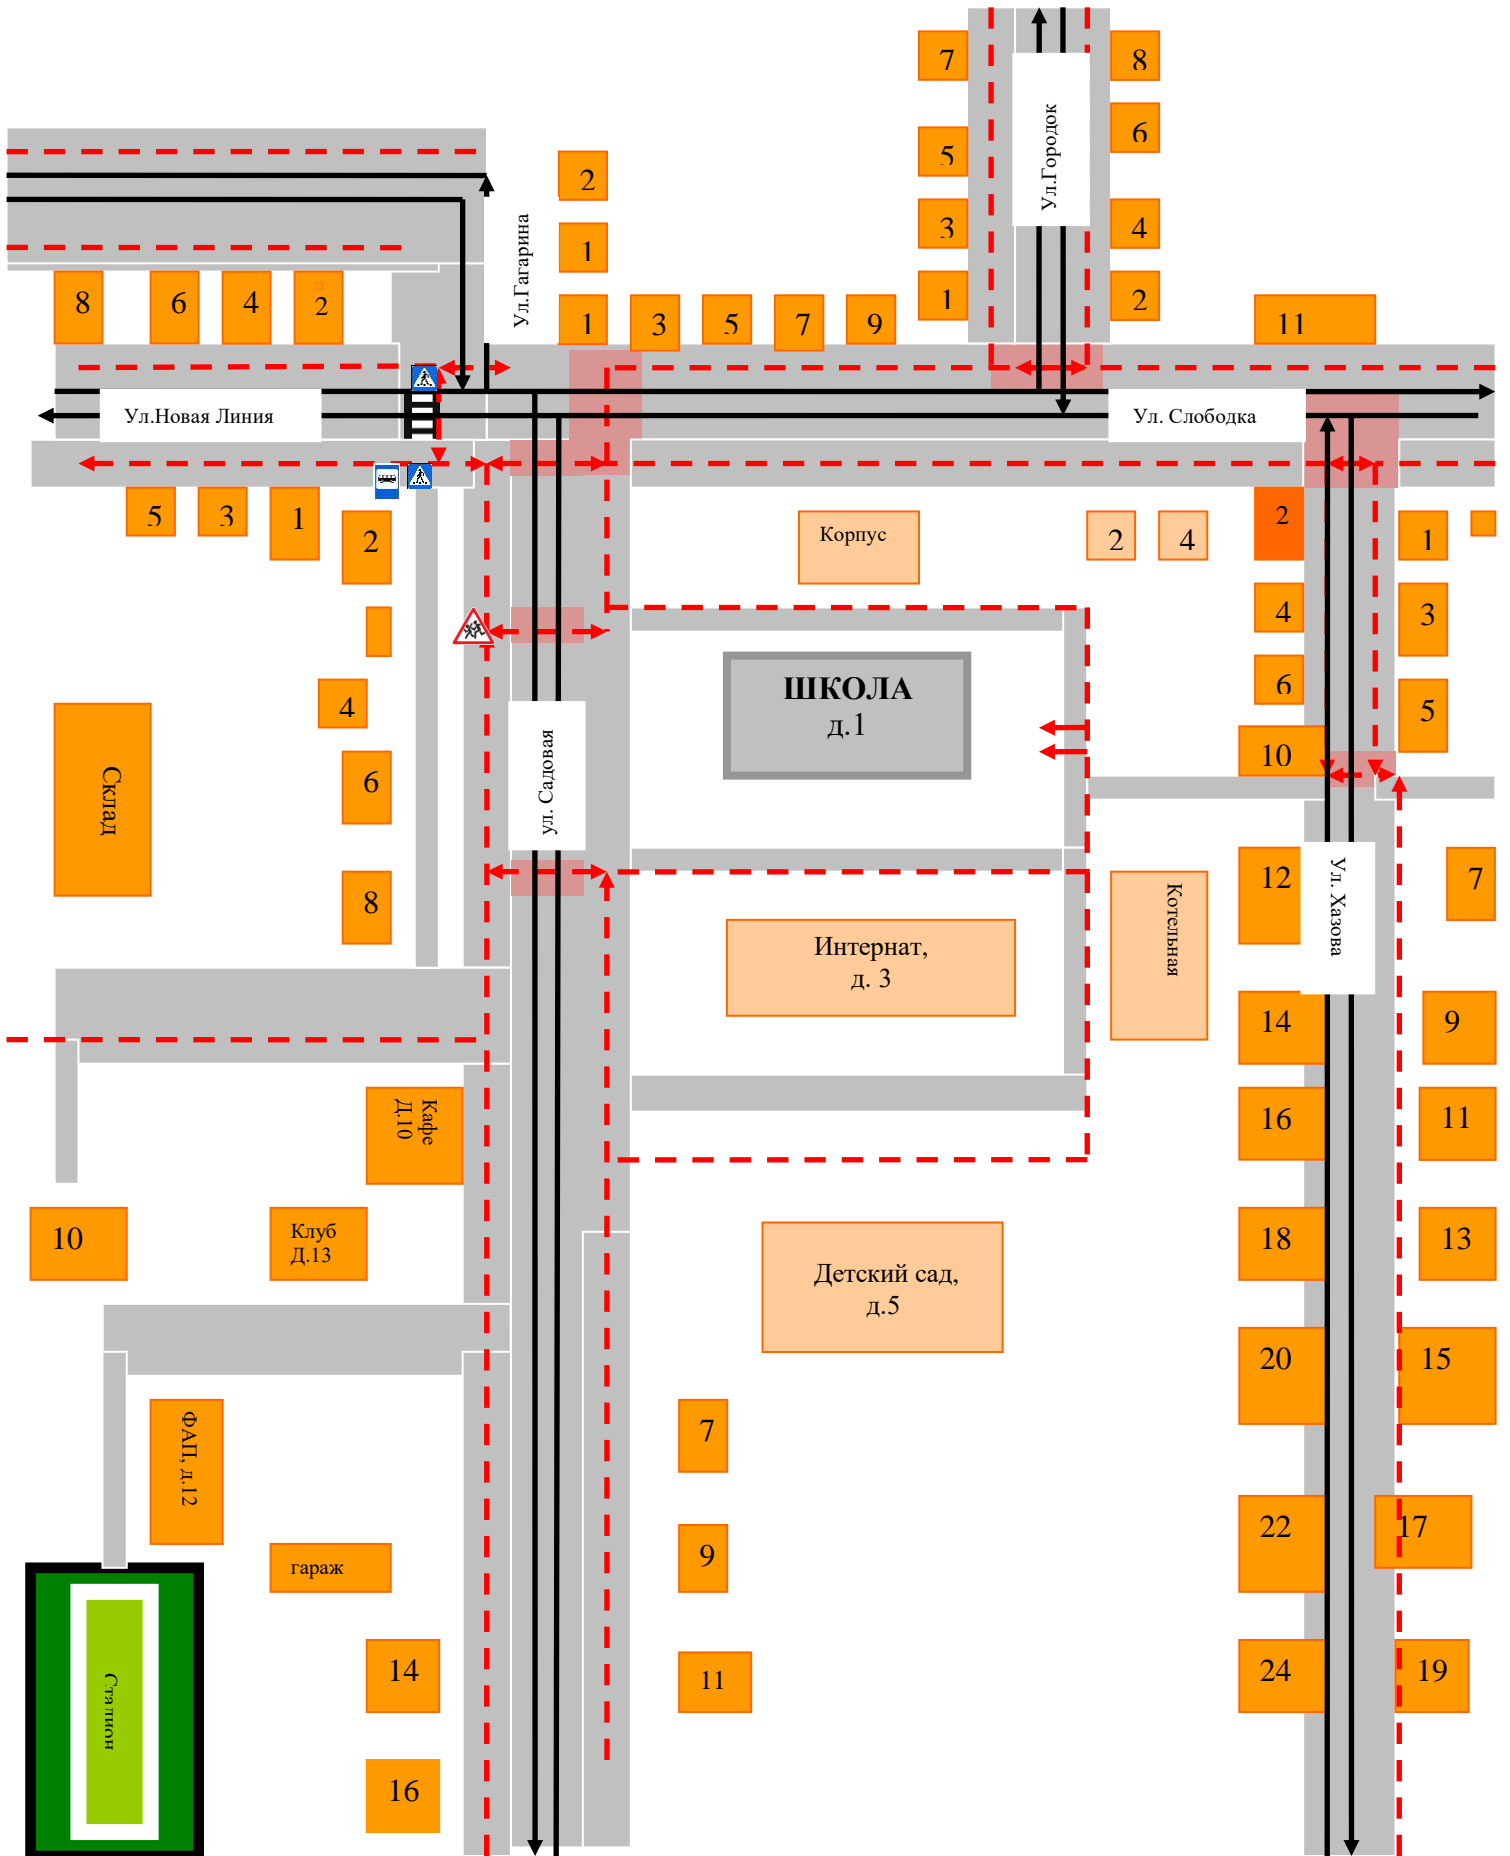 7
8
6
5
Ул.Городок
2
3
4
1
Ул.Гагарина
8
6
4
2
1
3
5
7
9
1
2
11
Ул.Новая Линия
Ул. Слободка
5
3
1
2
Корпус
2
4
2
1
4
3
4
6
5
ШКОЛА
д.1
10
Склад
6
ул. Садовая
8
12
Ул. Хазова
7
Котельная
Интернат,
д. 3
14
9
Кафе
Д.10
16
11
10
Клуб
Д.13
18
13
Детский сад,
д.5
20
15
ФАП, д.12
7
22
17
9
гараж
14
11
24
19
Стадион
16